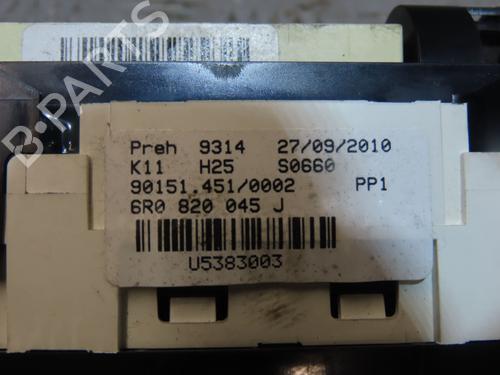 B-PARTS
Preh 9314 27/09/2010
K11 H25 S0660
90151.451/0002 PP1
6R0 820 045 J
U5383003